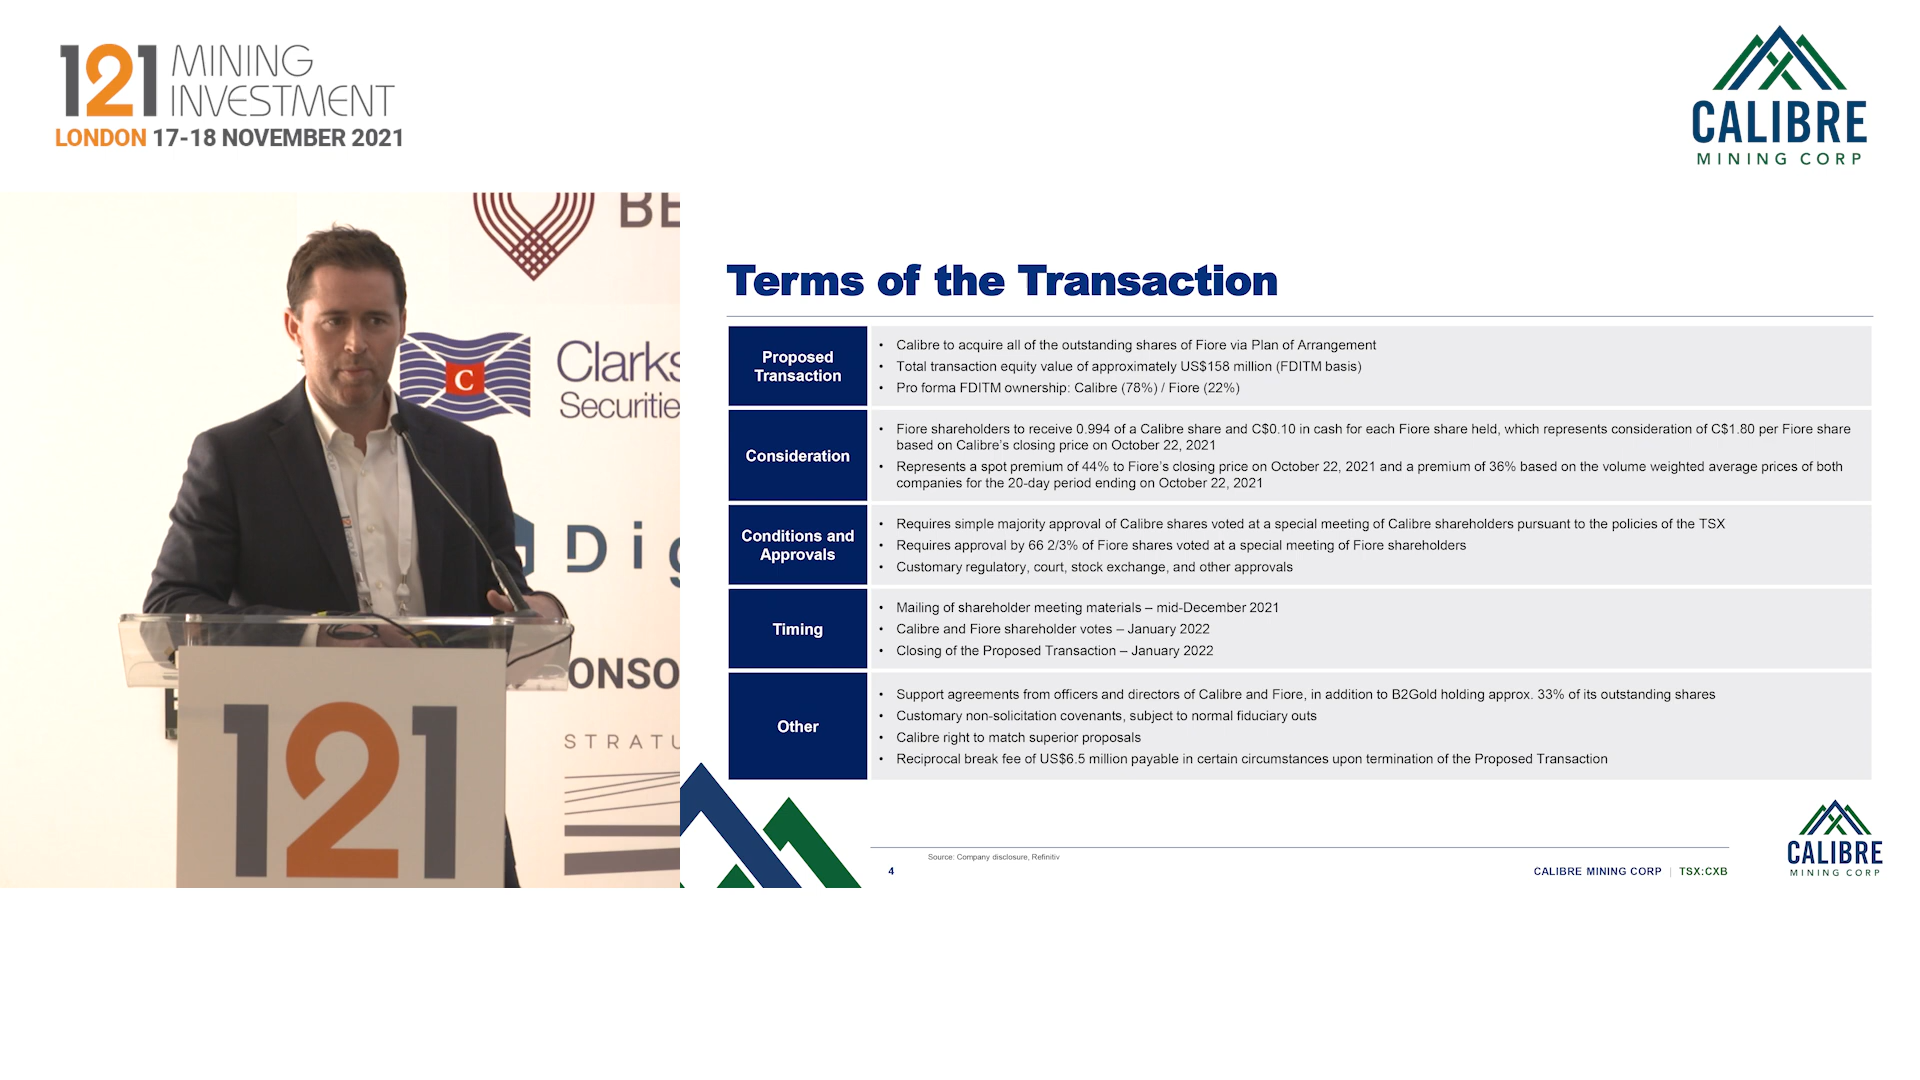 121 MINING
INVESTMENT
LONDON 17-18 NOVEMBER 2021
CALIBRE
MINING CORP
BE
C
Clarks
Securitie
Dig
ONSO
STRATU
121
Terms of the Transaction
Proposed
Transaction
• Calibre to acquire all of the outstanding shares of Fiore via Plan of Arrangement
• Total transaction equity value of approximately US$158 million (FDITM basis)
• Pro forma FDITM ownership: Calibre (78%) / Fiore (22%)
Consideration
• Fiore shareholders to receive 0.994 of a Calibre share and C$0.10 in cash for each Fiore share held, which represents consideration of C$1.80 per Fiore share
based on Calibre's closing price on October 22, 2021
• Represents a spot premium of 44% to Fiore's closing price on October 22, 2021 and a premium of 36% based on the volume weighted average prices of both
companies for the 20-day period ending on October 22, 2021
Conditions and
Approvals
• Requires simple majority approval of Calibre shares voted at a special meeting of Calibre shareholders pursuant to the policies of the TSX
• Requires approval by 66 2/3% of Fiore shares voted at a special meeting of Fiore shareholders
• Customary regulatory, court, stock exchange, and other approvals
Timing
• Mailing of shareholder meeting materials – mid-December 2021
• Calibre and Fiore shareholder votes – January 2022
• Closing of the Proposed Transaction – January 2022
Other
• Support agreements from officers and directors of Calibre and Fiore, in addition to B2Gold holding approx. 33% of its outstanding shares
• Customary non-solicitation covenants, subject to normal fiduciary outs
• Calibre right to match superior proposals
• Reciprocal break fee of US$6.5 million payable in certain circumstances upon termination of the Proposed Transaction
Source: Company disclosure, Refinitiv
4
CALIBRE MINING CORP | TSX:CXB
CALIBRE
MINING CORP